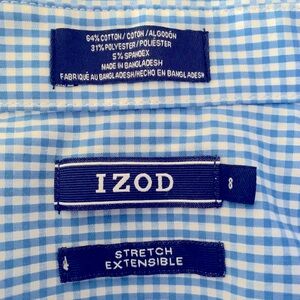 64% COTTON / COTON / ALGODÓN
31% POLYESTER / POLIÉSTER
5% SPANDEX
MADE IN BANGLADESH
FABRIQUÉ AU BANGLADESH/HECHO EN BANGLADESH
IZOD
8
STRETCH
EXTENSIBLE